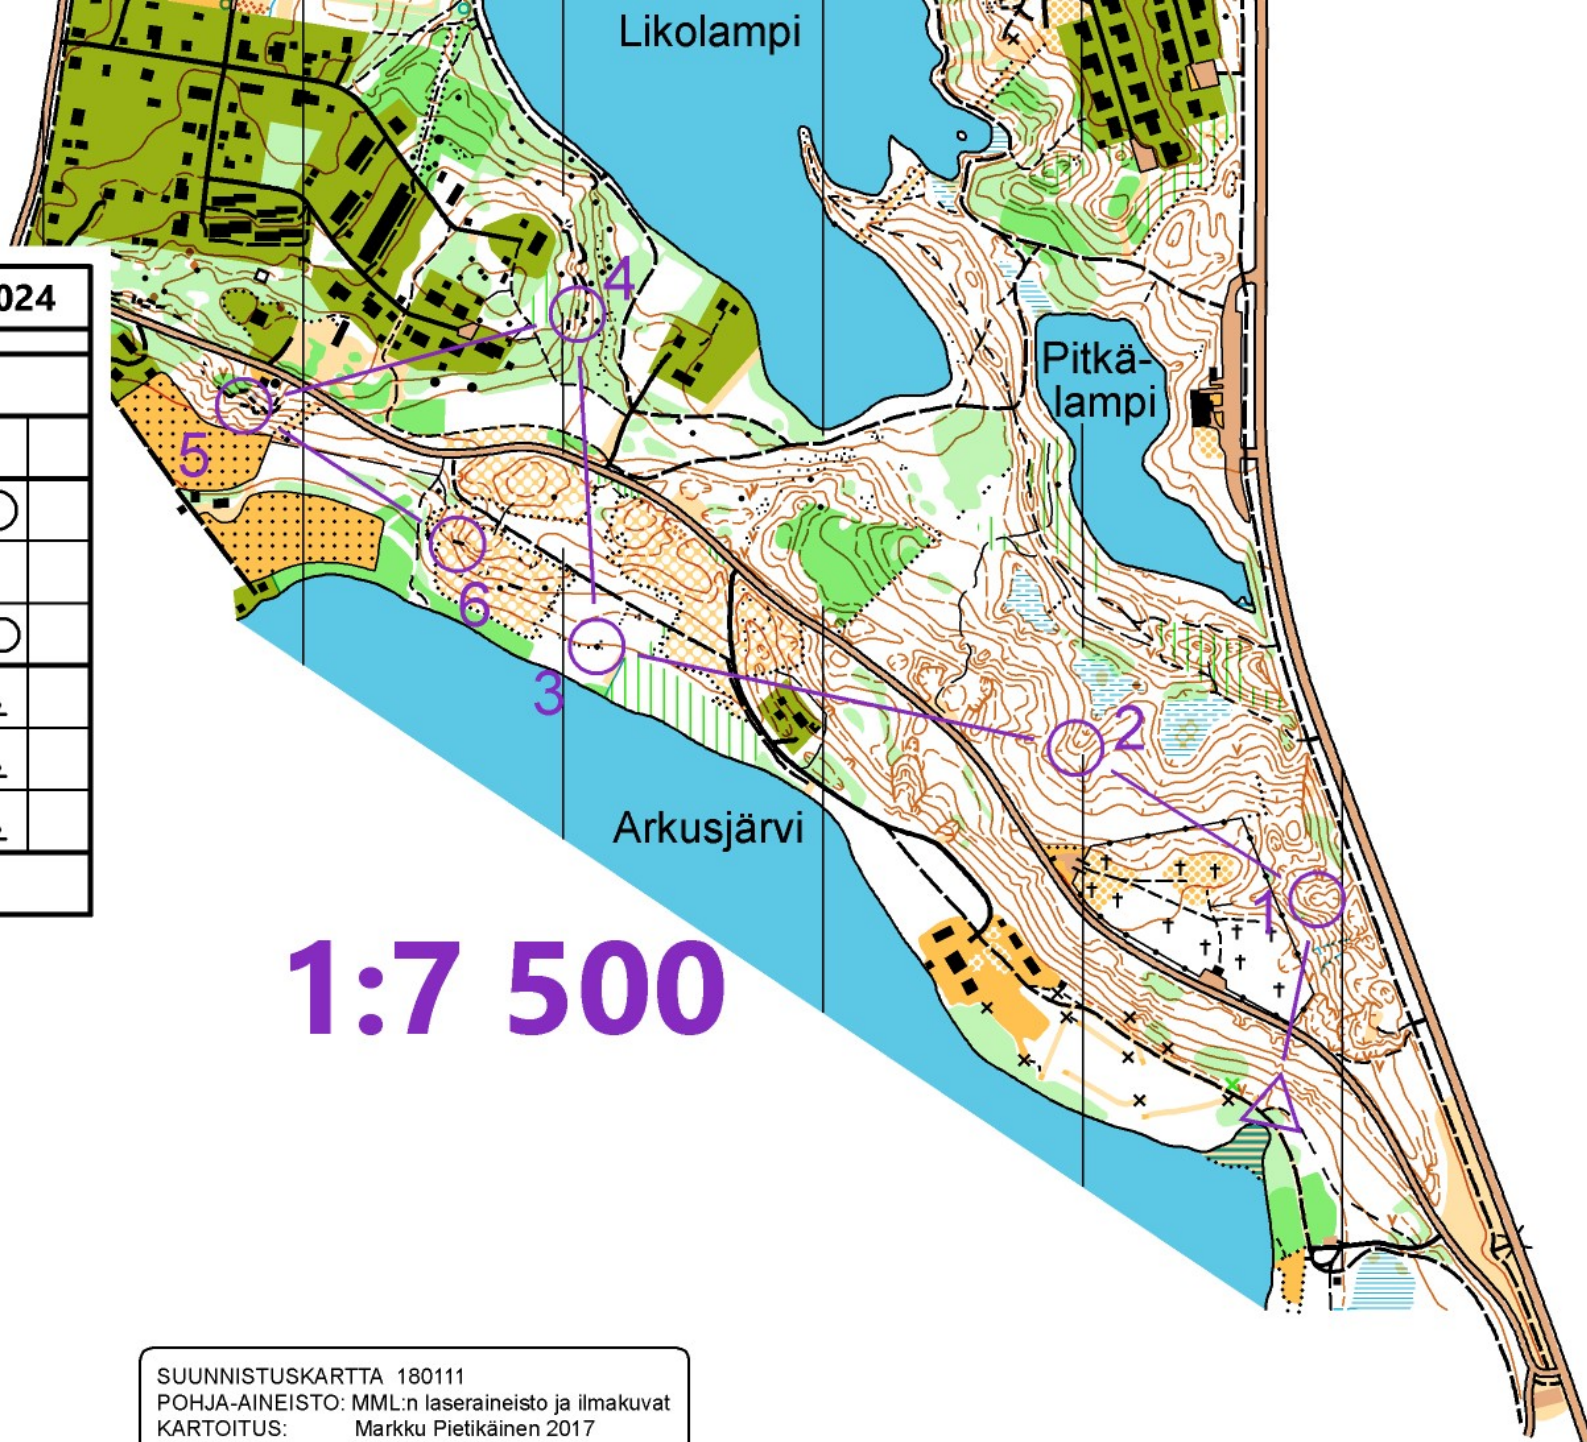 Likolampi
4
024
Pitkä-
lampi
5
6
3
2
Arkusjärvi
1
1:7 500
SUUNNISTUSKARTTA 180111
POHJA-AINEISTO: MML:n laseraineisto ja ilmakuvat
KARTOITUS: Markku Pietikäinen 2017